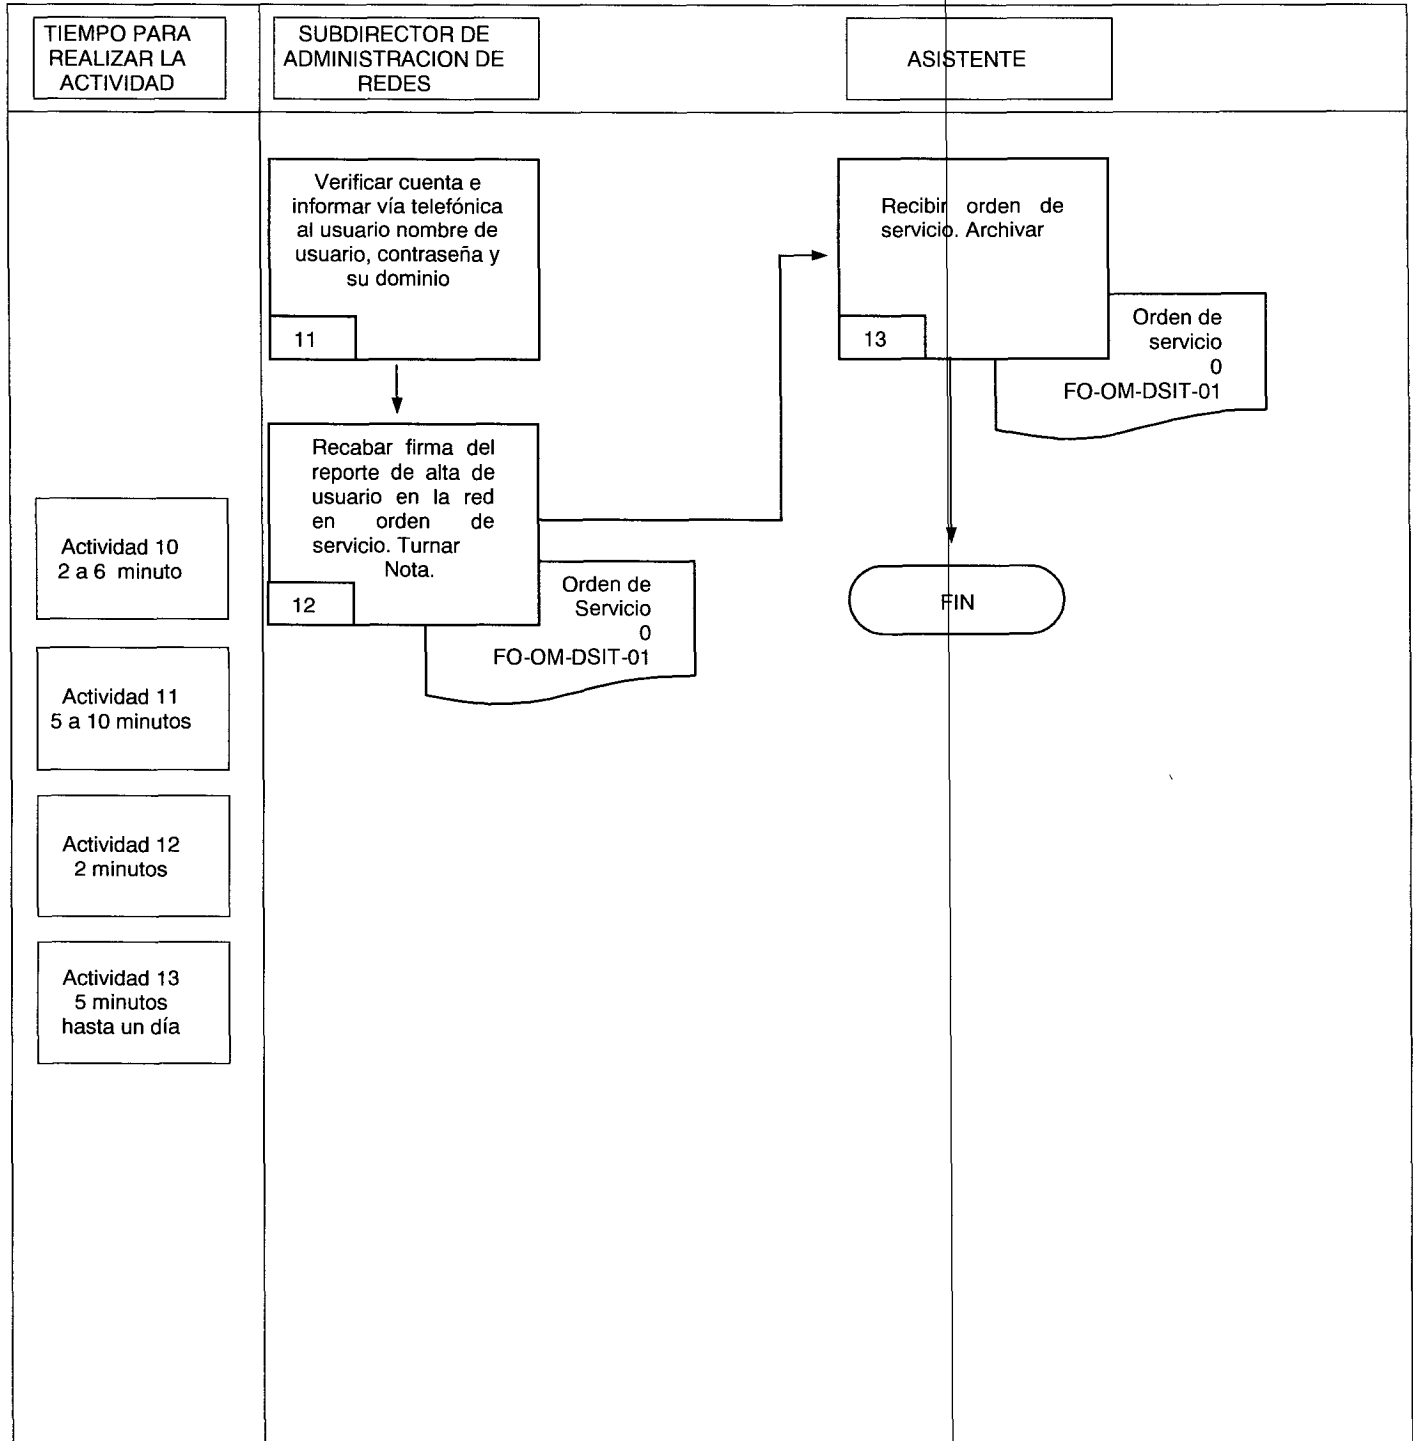 TIEMPO PARA
REALIZAR LA
ACTIVIDAD
SUBDIRECTOR DE
ADMINISTRACION DE
REDES
ASISTENTE
Verificar cuenta e
informar vía telefónica
al usuario nombre de
usuario, contraseña y
su dominio
11
Recibir orden de
servicio. Archivar
13
Orden de
servicio
0
FO-OM-DSIT-01
Recabar firma del
reporte de alta de
usuario en la red
en orden de
servicio. Turnar
Nota.
12
Orden de
Servicio
0
FO-OM-DSIT-01
FIN
Actividad 10
2 a 6 minuto
Actividad 11
5 a 10 minutos
Actividad 12
2 minutos
Actividad 13
5 minutos
hasta un día